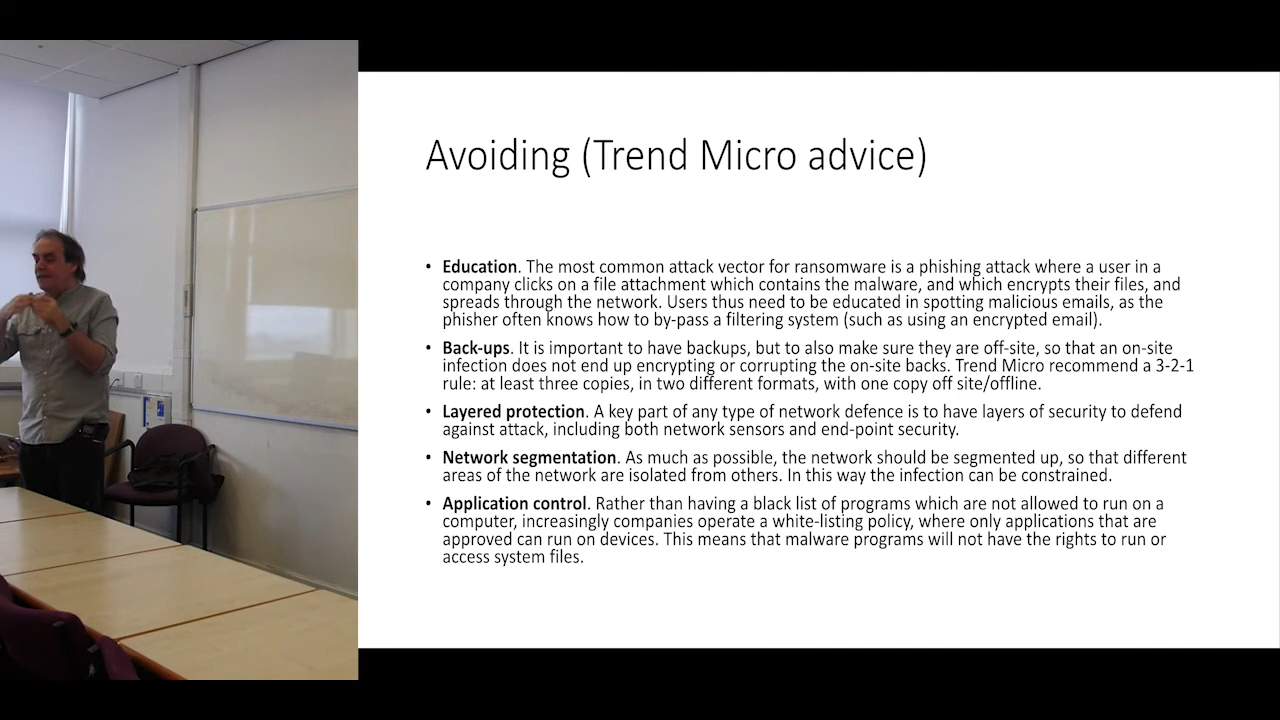 Avoiding (Trend Micro advice)
• Education. The most common attack vector for ransomware is a phishing attack where a user in a
company clicks on a file attachment which contains the malware, and which encrypts their files, and
spreads through the network. Users thus need to be educated in spotting malicious emails, as the
phisher often knows how to by-pass a filtering system (such as using an encrypted email).
• Back-ups. It is important to have backups, but to also make sure they are off-site, so that an on-site
infection does not end up encrypting or corrupting the on-site backs. Trend Micro recommend a 3-2-1
rule: at least three copies, in two different formats, with one copy off site/offline.
• Layered protection. A key part of any type of network defence is to have layers of security to defend
against attack, including both network sensors and end-point security.
• Network segmentation. As much as possible, the network should be segmented up, so that different
areas of the network are isolated from others. In this way the infection can be constrained.
• Application control. Rather than having a black list of programs which are not allowed to run on a
computer, increasingly companies operate a white-listing policy, where only applications that are
approved can run on devices. This means that malware programs will not have the rights to run or
access system files.